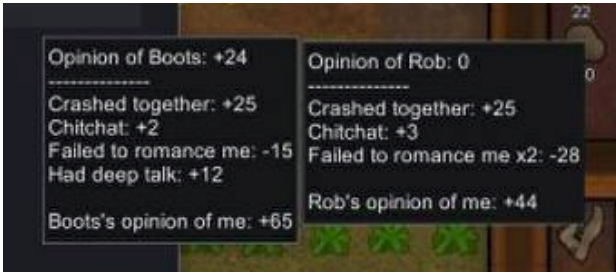 Opinion of Boots: +24
---------------
Crashed together: +25
Chitchat: +2
Failed to romance me: -15
Had deep talk: +12
Boots's opinion of me: +65
Opinion of Rob: 0
---------------
Crashed together: +25
Chitchat: +3
Failed to romance me x2: -28
Rob's opinion of me: +44
22
0